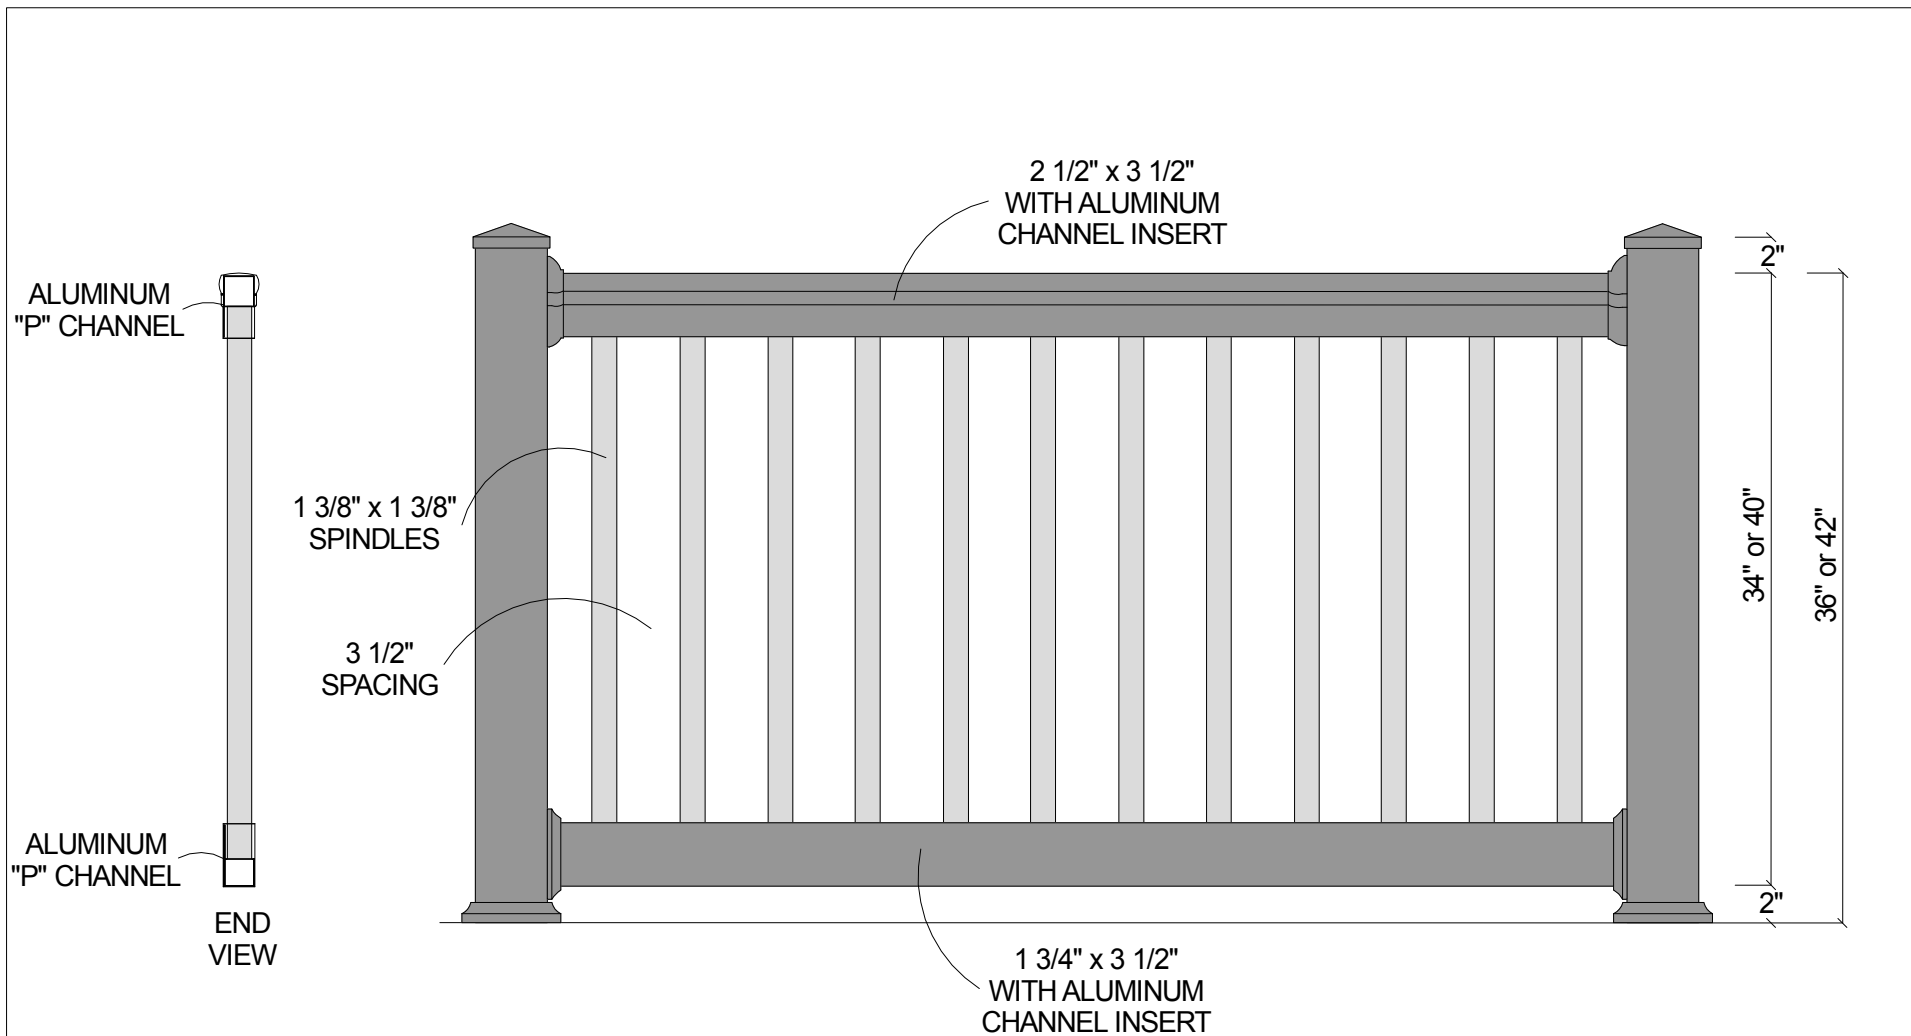 2 1/2" x 3 1/2"
WITH ALUMINUM
CHANNEL INSERT
2"
ALUMINUM
"P" CHANNEL
1 3/8" x 1 3/8"
SPINDLES
34" or 40"
36" or 42"
3 1/2"
SPACING
ALUMINUM
"P" CHANNEL
2"
END
VIEW
1 3/4" x 3 1/2"
WITH ALUMINUM
CHANNEL INSERT